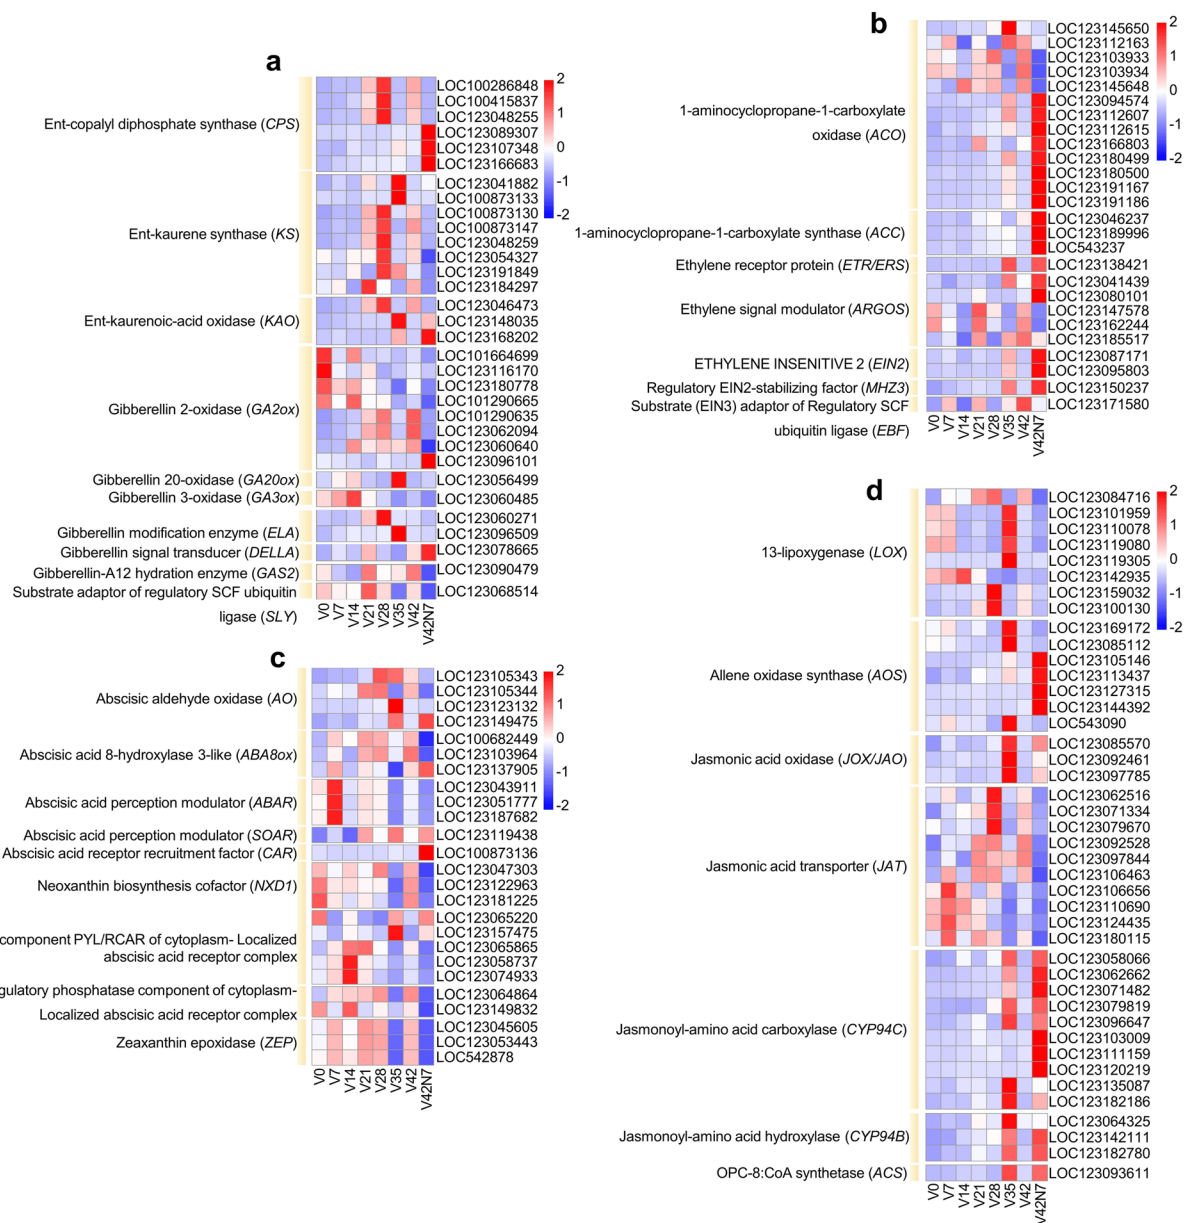 a
Ent-copalyl diphosphate synthase (CPS)
LOC100286848
LOC100415837
LOC123048255
LOC123089307
LOC123107348
LOC123166683
Ent-kaurene synthase (KS)
LOC123041882
LOC100873133
LOC100873130
LOC100873147
LOC123048259
LOC123054327
LOC123191849
LOC123184297
Ent-kaurenoic-acid oxidase (KAO)
LOC123046473
LOC123148035
LOC123168202
Gibberellin 2-oxidase (GA2ox)
LOC101664699
LOC123116170
LOC123180778
LOC101290665
LOC101290635
LOC123062094
LOC123060640
LOC123096101
Gibberellin 20-oxidase (GA20ox)
LOC123056499
Gibberellin 3-oxidase (GA3ox)
LOC123060485
Gibberellin modification enzyme (ELA)
LOC123060271
LOC123096509
Gibberellin signal transducer (DELLA)
LOC123078665
Gibberellin-A12 hydration enzyme (GAS2)
LOC123090479
Substrate adaptor of regulatory SCF ubiquitin
ligase (SLY)
LOC123068514
V0 V7 V14 V21 V28 V35 V42 V42N7
2
1
0
-1
-2
b
1-aminocyclopropane-1-carboxylate
oxidase (ACO)
LOC123145650
LOC123112163
LOC123103933
LOC123103934
LOC123145648
LOC123094574
LOC123112607
LOC123112615
LOC123166803
LOC123180499
LOC123180500
LOC123191167
LOC123191186
1-aminocyclopropane-1-carboxylate synthase (ACC)
LOC123046237
LOC123189996
LOC543237
Ethylene receptor protein (ETR/ERS)
LOC123138421
Ethylene signal modulator (ARGOS)
LOC123041439
LOC123080101
LOC123147578
LOC123162244
LOC123185517
ETHYLENE INSENITIVE 2 (EIN2)
LOC123087171
LOC123095803
Regulatory EIN2-stabilizing factor (MHZ3)
LOC123150237
Substrate (EIN3) adaptor of Regulatory SCF
ubiquitin ligase (EBF)
LOC123171580
V0 V7 V14 V21 V28 V35 V42 V42N7
2
1
0
-1
-2
c
Abscisic aldehyde oxidase (AO)
LOC123105343
LOC123105344
LOC123123132
LOC123149475
Abscisic acid 8-hydroxylase 3-like (ABA8ox)
LOC100682449
LOC123103964
LOC123137905
Abscisic acid perception modulator (ABAR)
LOC123043911
LOC123051777
LOC123187682
Abscisic acid perception modulator (SOAR)
LOC123119438
Abscisic acid receptor recruitment factor (CAR)
LOC100873136
Neoxanthin biosynthesis cofactor (NXD1)
LOC123047303
LOC123122963
LOC123181225
component PYL/RCAR of cytoplasm- Localized
abscisic acid receptor complex
LOC123065220
LOC123157475
LOC123065865
LOC123058737
LOC123074933
gulatory phosphatase component of cytoplasm-
Localized abscisic acid receptor complex
LOC123064864
LOC123149832
Zeaxanthin epoxidase (ZEP)
LOC123045605
LOC123053443
LOC542878
V0 V7 V14 V21 V28 V35 V42 V42N7
2
1
0
-1
-2
d
13-lipoxygenase (LOX)
LOC123084716
LOC123101959
LOC123110078
LOC123119080
LOC123119305
LOC123142935
LOC123159032
LOC123100130
Allene oxidase synthase (AOS)
LOC123169172
LOC123085112
LOC123105146
LOC123113437
LOC123127315
LOC123144392
LOC543090
Jasmonic acid oxidase (JOX/JAO)
LOC123085570
LOC123092461
LOC123097785
Jasmonic acid transporter (JAT)
LOC123062516
LOC123071334
LOC123079670
LOC123092528
LOC123097844
LOC123106463
LOC123106656
LOC123110690
LOC123124435
LOC123180115
Jasmonoyl-amino acid carboxylase (CYP94C)
LOC123058066
LOC123062662
LOC123071482
LOC123079819
LOC123096647
LOC123103009
LOC123111159
LOC123120219
LOC123135087
LOC123182186
Jasmonoyl-amino acid hydroxylase (CYP94B)
LOC123064325
LOC123142111
LOC123182780
OPC-8:CoA synthetase (ACS)
LOC123093611
V0 V7 V14 V21 V28 V35 V42 V42N7
2
1
0
-1
-2